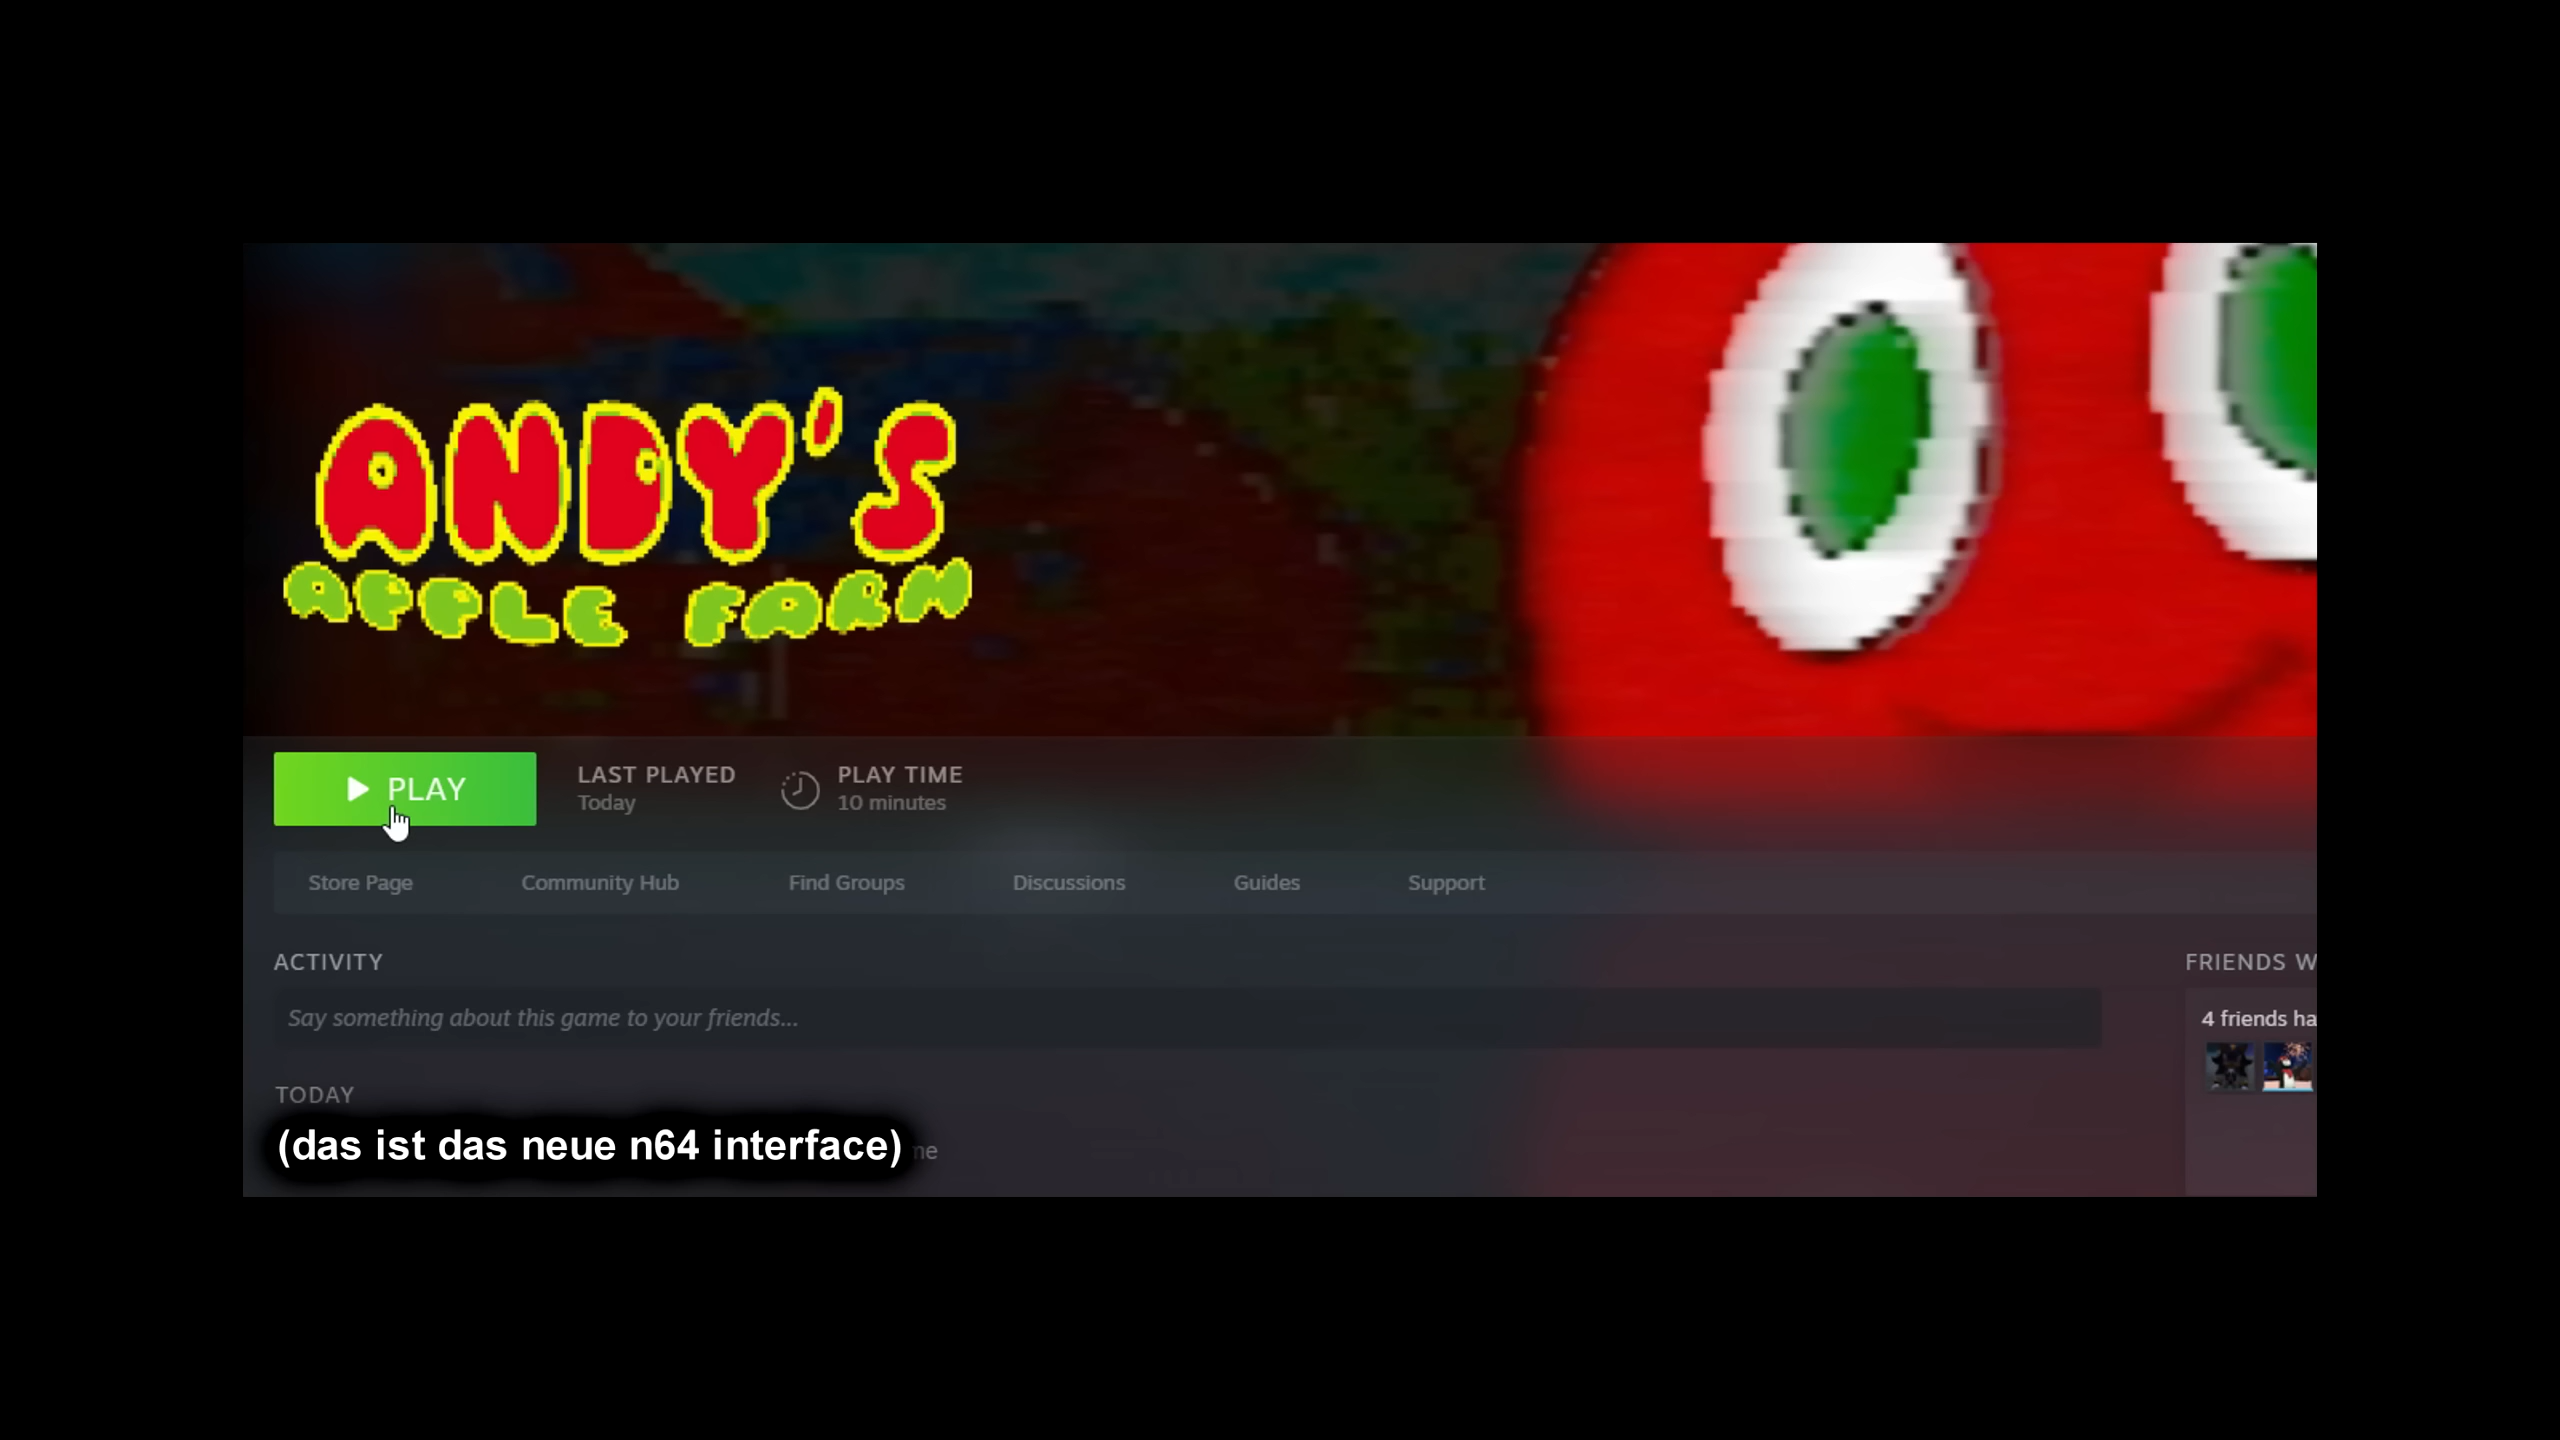 ANDY'S
APPLE FARM
PLAY
LAST PLAYED
Today
PLAY TIME
10 minutes
Store Page
Community Hub
Find Groups
Discussions
Guides
Support
ACTIVITY
Say something about this game to your friends...
FRIENDS
4 friends
TODAY
(das ist das neue n64 interface)